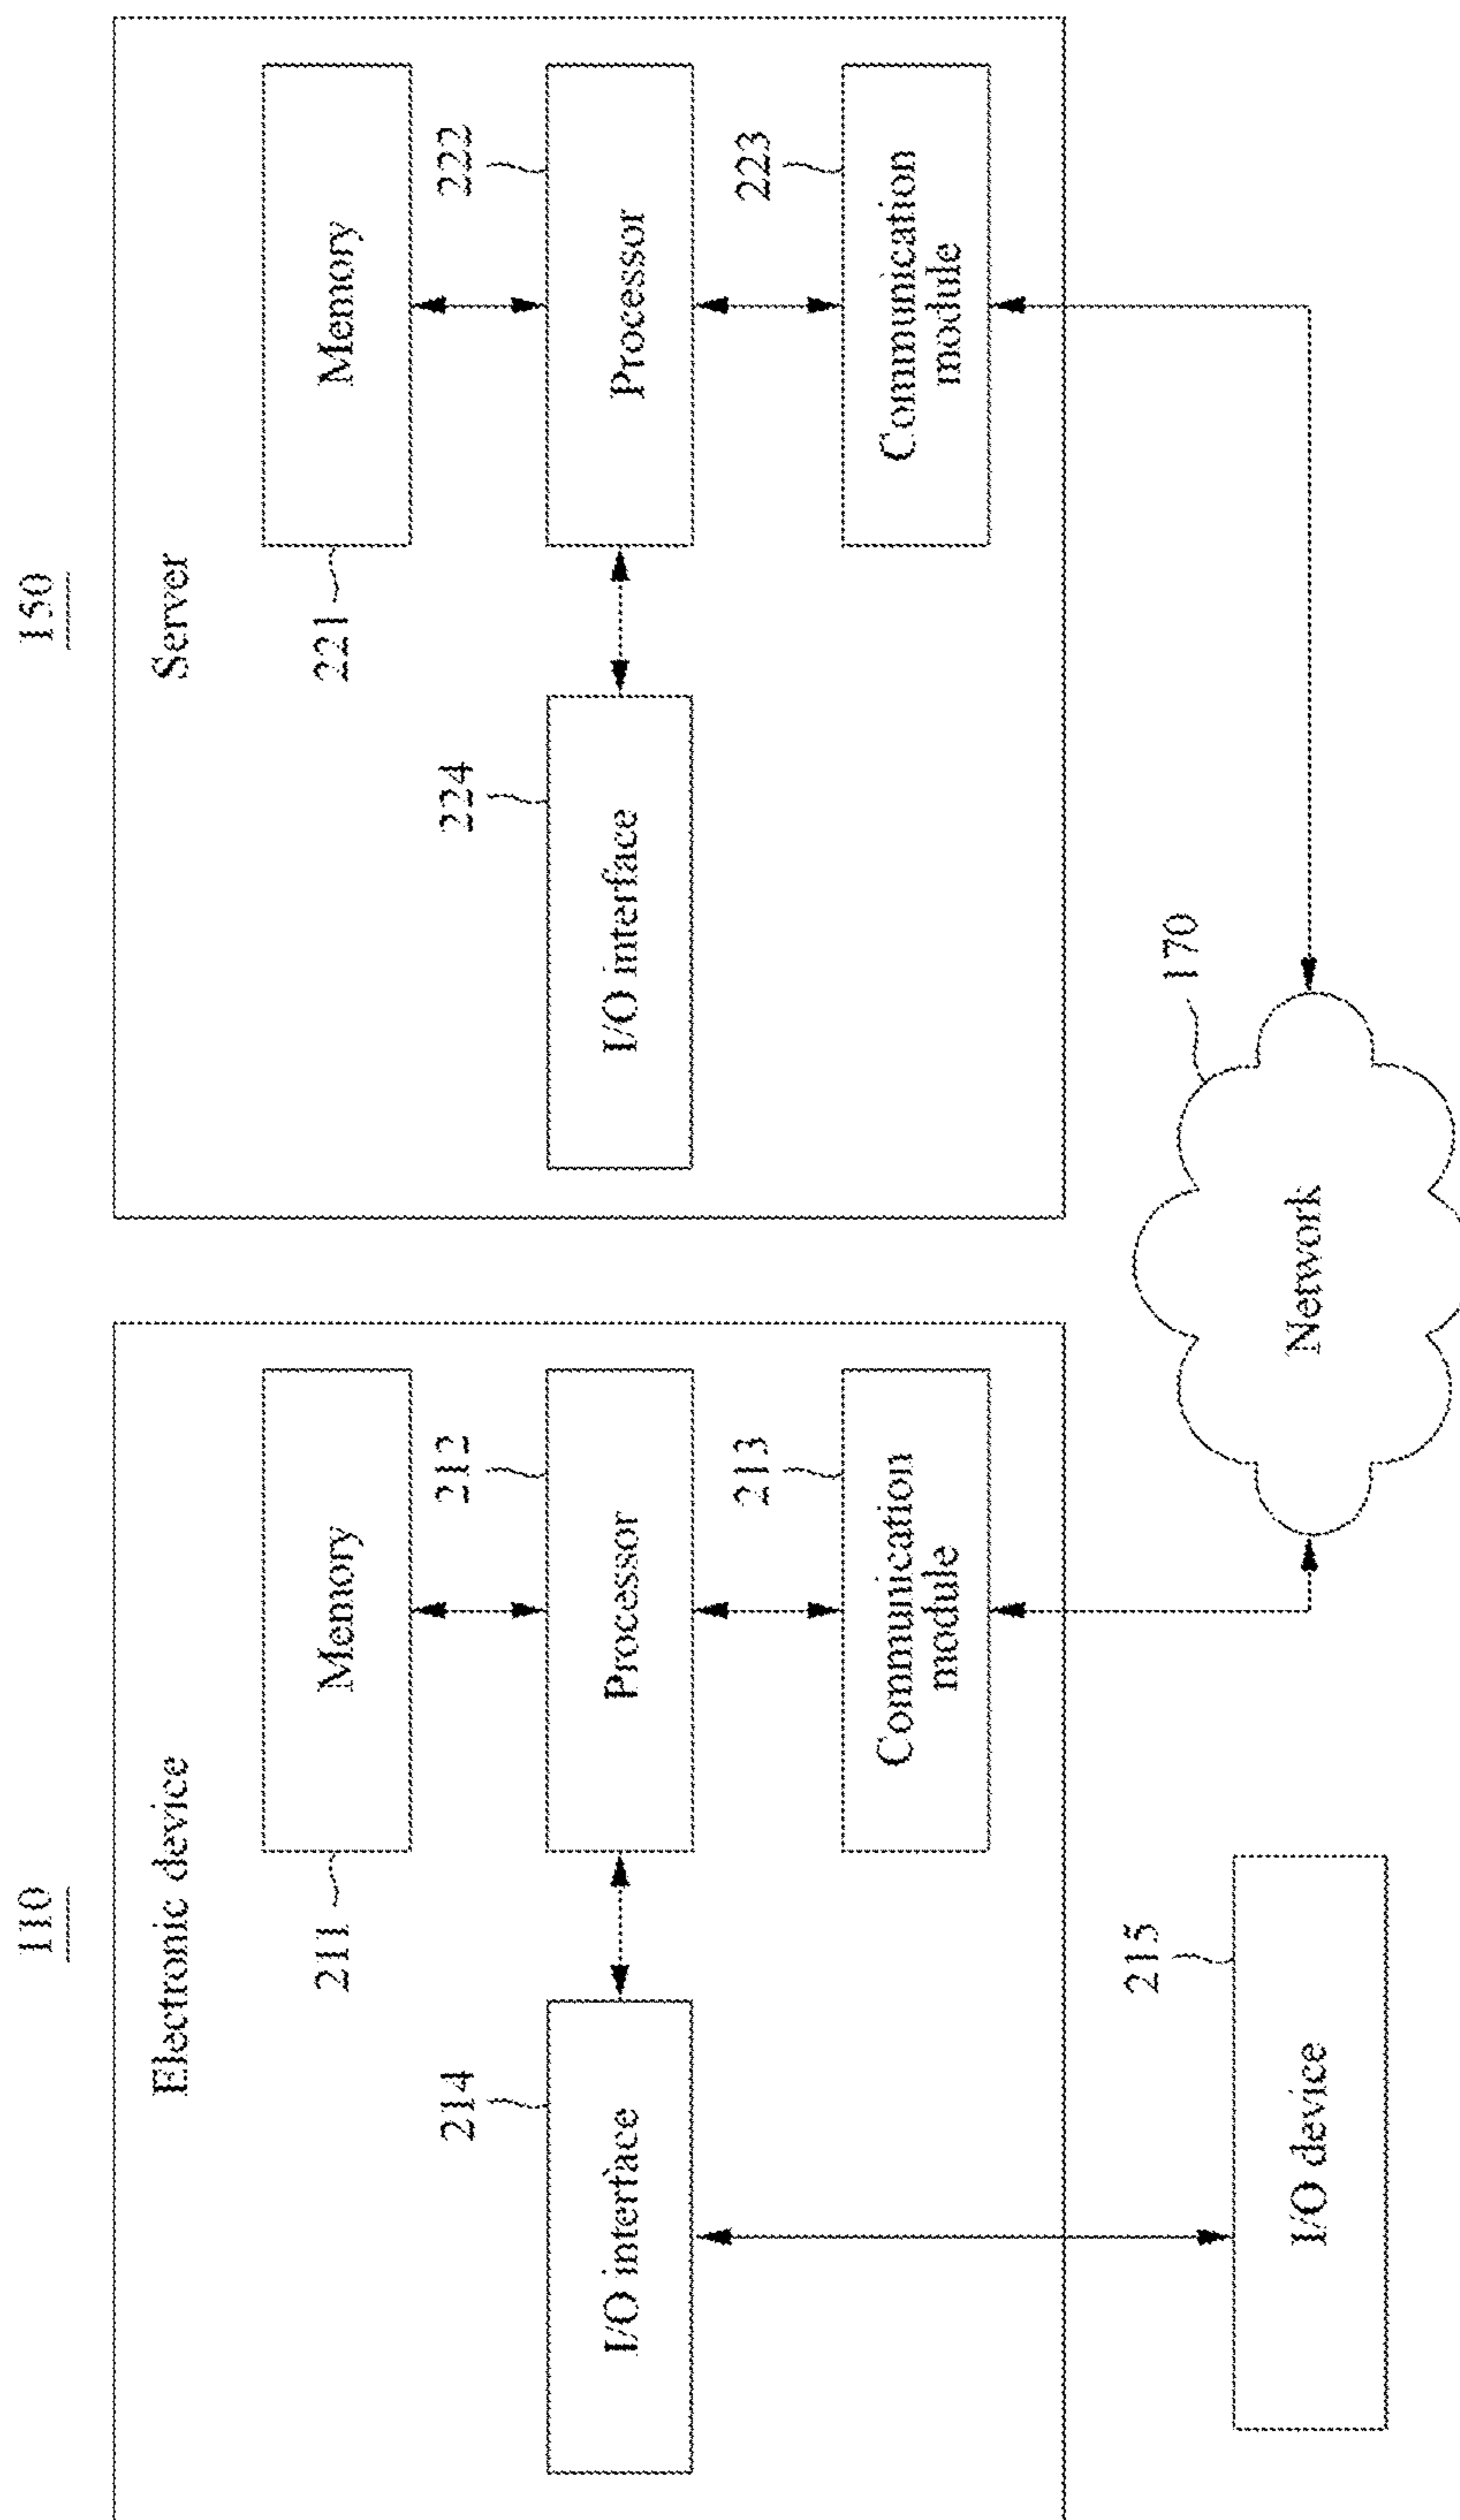 110
Electronic device
211
Memory
212
Processor
214
I/O interface
213
Communication
module
215
I/O device
150
Server
221
Memory
222
Processor
224
I/O interface
223
Communication
module
170
Network